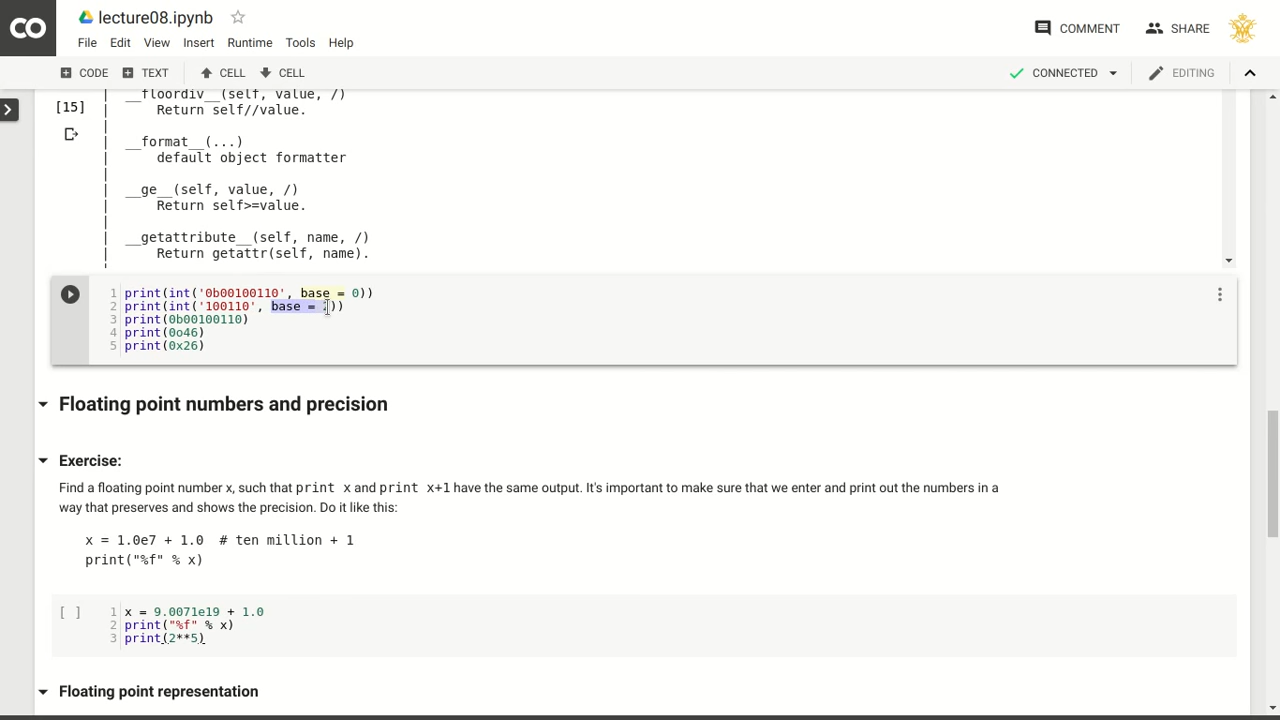 CO
lecture08.ipynb
File Edit View Insert Runtime Tools Help
COMMENT SHARE
CODE TEXT CELL CELL
CONNECTED EDITING
[15]
| __floordiv__(self, value, /)
| Return self//value.
|
| __format__(...)
| default object formatter
|
| __ge__(self, value, /)
| Return self>=value.
|
| __getattribute__(self, name, /)
| Return getattr(self, name).
1 print(int('0b00100110', base = 0))
2 print(int('100110', base = ))
3 print(0b00100110)
4 print(0o46)
5 print(0x26)
Floating point numbers and precision
Exercise:
Find a floating point number x, such that print x and print x+1 have the same output. It's important to make sure that we enter and print out the numbers in a
way that preserves and shows the precision. Do it like this:
x = 1.0e7 + 1.0 # ten million + 1
print("%f" % x)
[ ]
1 x = 9.0071e19 + 1.0
2 print("%f" % x)
3 print(2**5)
Floating point representation